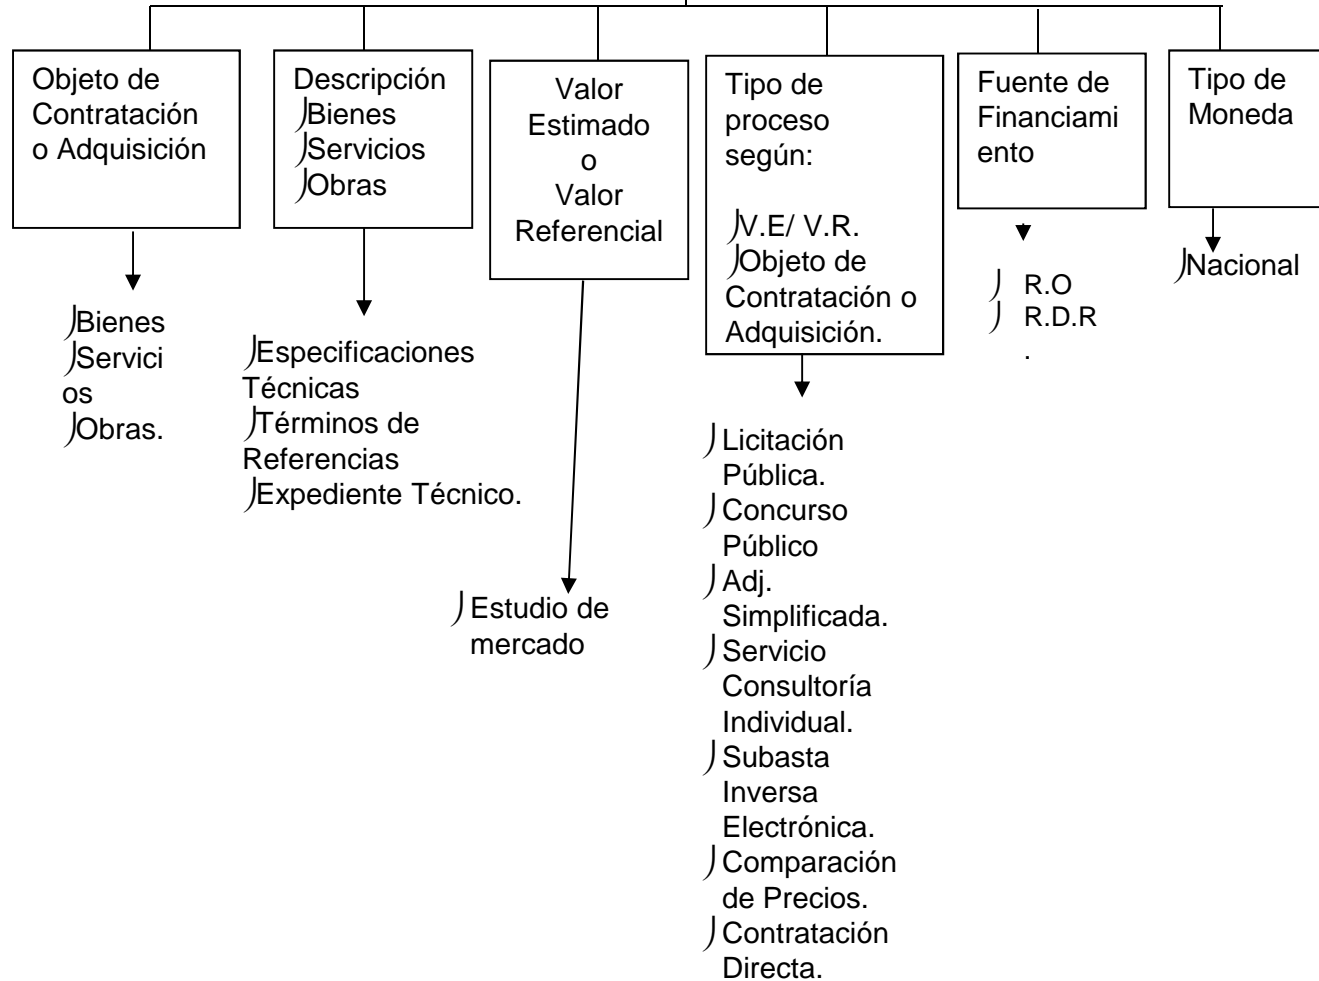 Objeto de
Contratación
o Adquisición
Bienes
Servici
os
Obras.
Descripción
Bienes
Servicios
Obras
Especificaciones
Técnicas
Términos de
Referencias
Expediente Técnico.
Valor
Estimado
o
Valor
Referencial
Estudio de
mercado
Tipo de
proceso
según:
V.E/ V.R.
Objeto de
Contratación o
Adquisición.
Licitación
Pública.
Concurso
Público
Adj.
Simplificada.
Servicio
Consultoría
Individual.
Subasta
Inversa
Electrónica.
Comparación
de Precios.
Contratación
Directa.
Fuente de
Financiami
ento
R.O
R.D.R
.
Tipo de
Moneda
Nacional